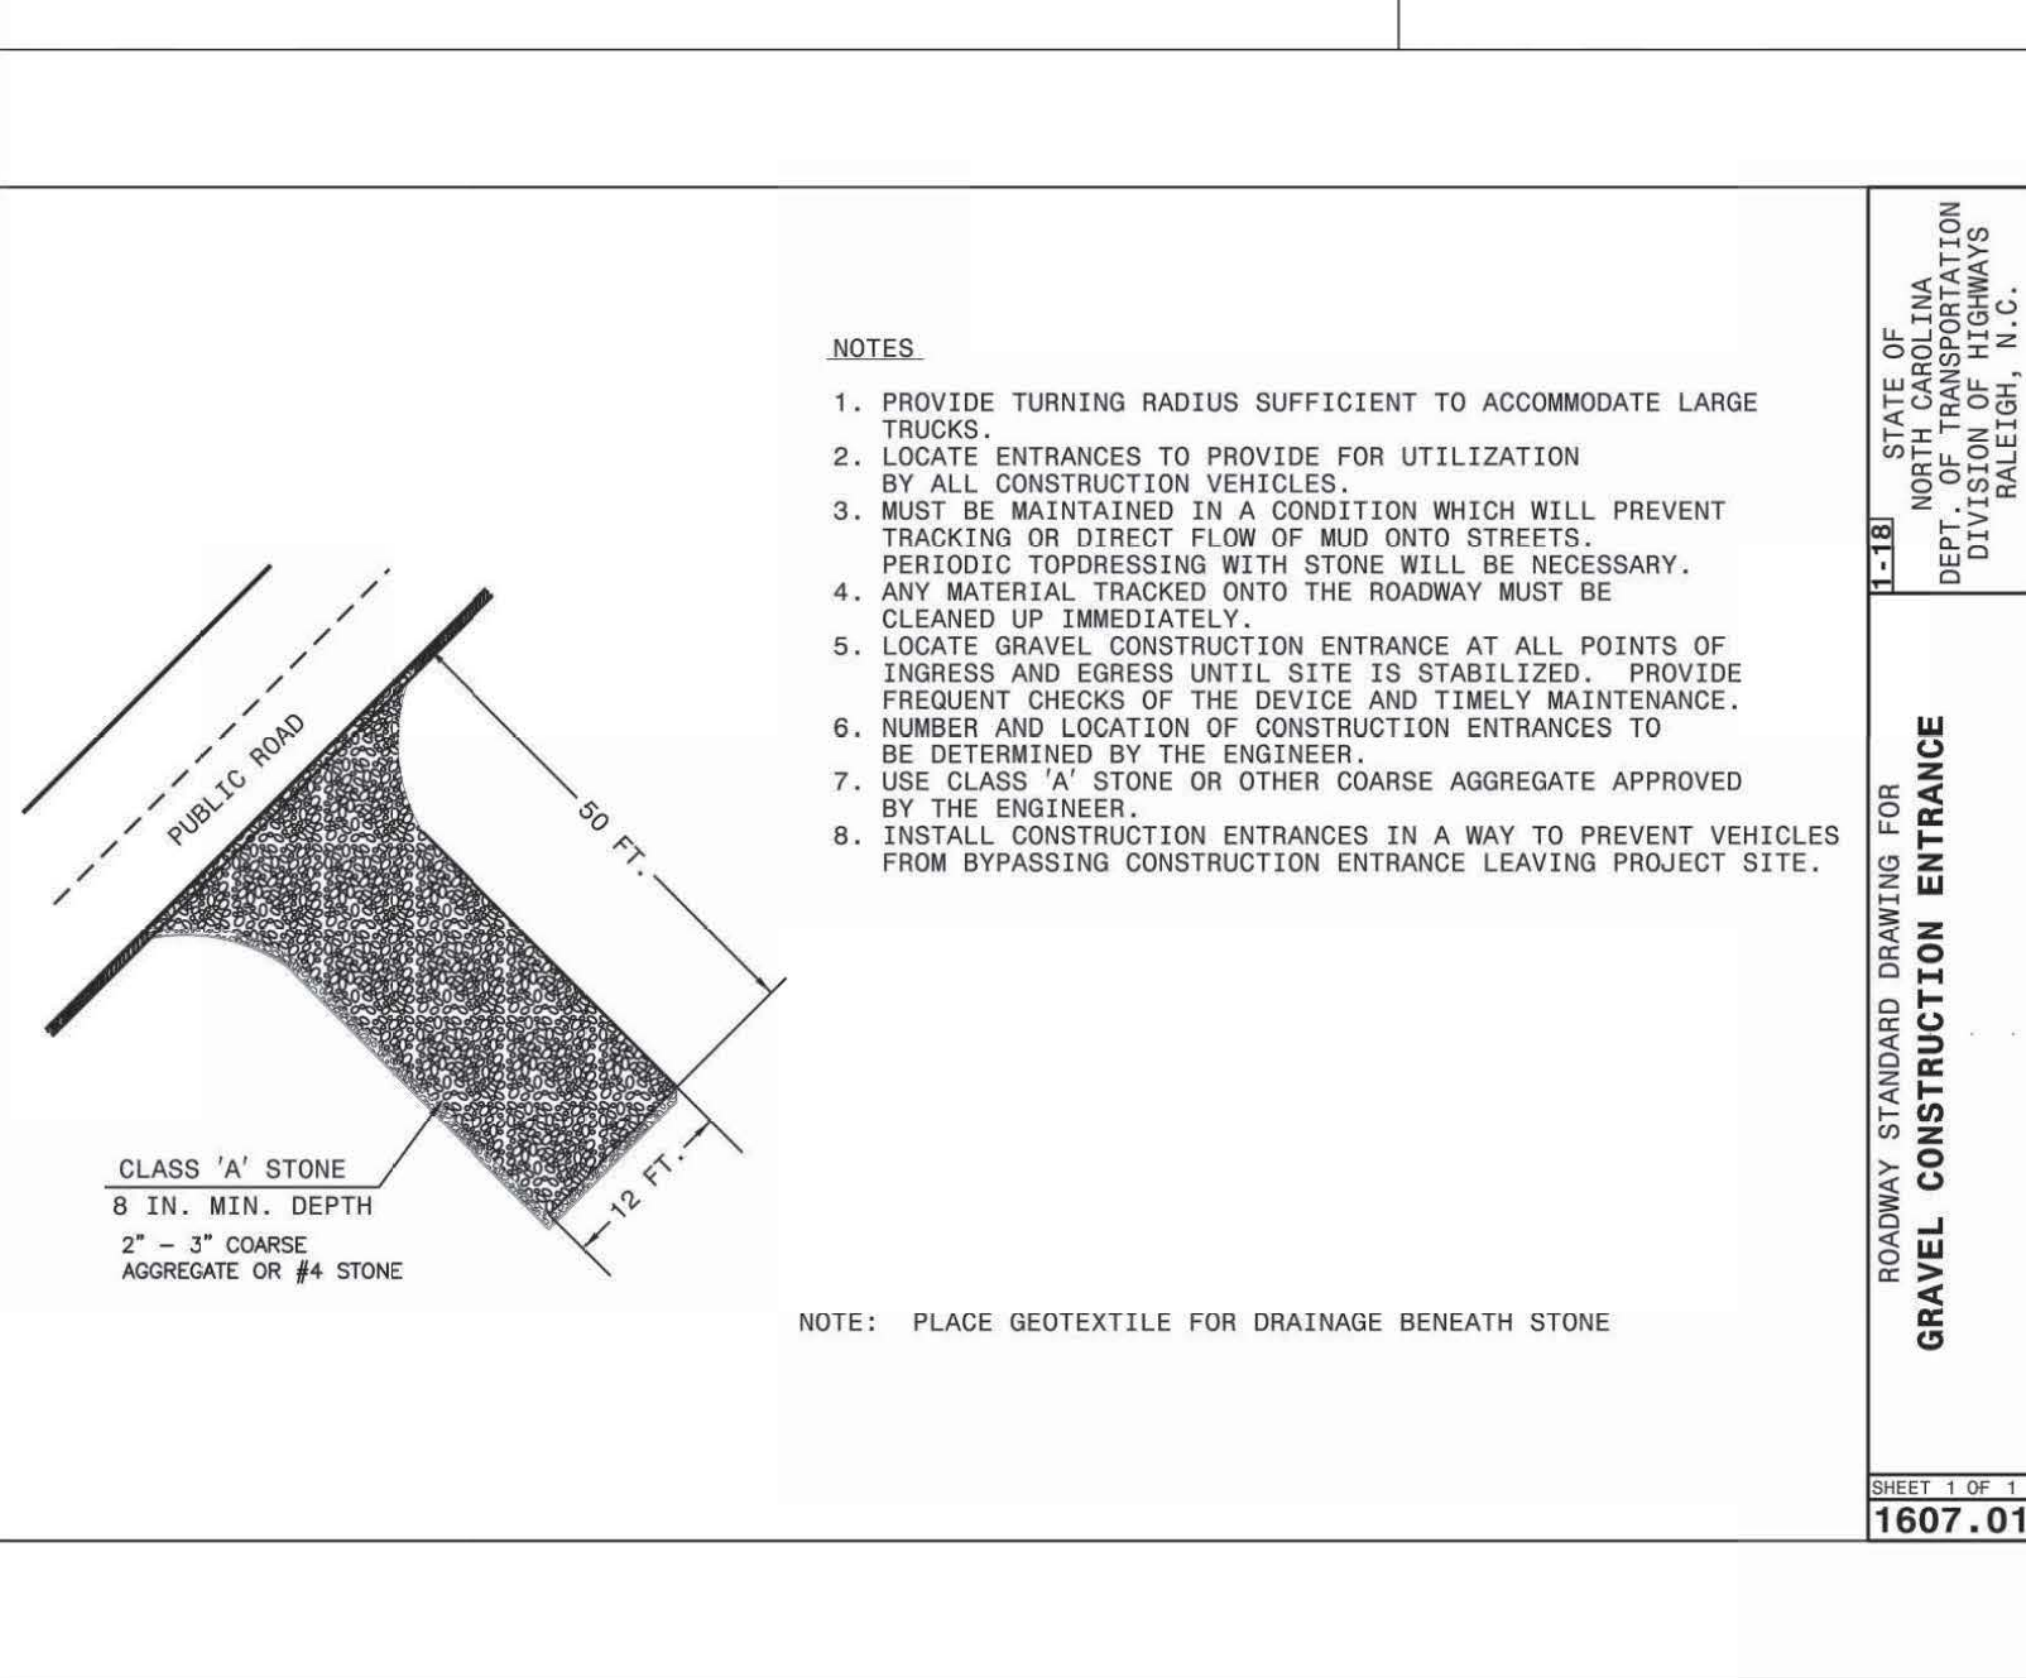 NOTES
1. PROVIDE TURNING RADIUS SUFFICIENT TO ACCOMMODATE LARGE
TRUCKS.
2. LOCATE ENTRANCES TO PROVIDE FOR UTILIZATION
BY ALL CONSTRUCTION VEHICLES.
3. MUST BE MAINTAINED IN A CONDITION WHICH WILL PREVENT
TRACKING OR DIRECT FLOW OF MUD ONTO STREETS.
PERIODIC TOPDRESSING WITH STONE WILL BE NECESSARY.
4. ANY MATERIAL TRACKED ONTO THE ROADWAY MUST BE
CLEANED UP IMMEDIATELY.
5. LOCATE GRAVEL CONSTRUCTION ENTRANCE AT ALL POINTS OF
INGRESS AND EGRESS UNTIL SITE IS STABILIZED. PROVIDE
FREQUENT CHECKS OF THE DEVICE AND TIMELY MAINTENANCE.
6. NUMBER AND LOCATION OF CONSTRUCTION ENTRANCES TO
BE DETERMINED BY THE ENGINEER.
7. USE CLASS 'A' STONE OR OTHER COARSE AGGREGATE APPROVED
BY THE ENGINEER.
8. INSTALL CONSTRUCTION ENTRANCES IN A WAY TO PREVENT VEHICLES
FROM BYPASSING CONSTRUCTION ENTRANCE LEAVING PROJECT SITE.
PUBLIC ROAD
50 FT.
12 FT.
CLASS 'A' STONE
8 IN. MIN. DEPTH
2" – 3" COARSE
AGGREGATE OR #4 STONE
NOTE: PLACE GEOTEXTILE FOR DRAINAGE BENEATH STONE
1-18
STATE OF
NORTH CAROLINA
DEPT. OF TRANSPORTATION
DIVISION OF HIGHWAYS
RALEIGH, N.C.
ROADWAY STANDARD DRAWING FOR
GRAVEL CONSTRUCTION ENTRANCE
SHEET 1 OF 1
1607.01